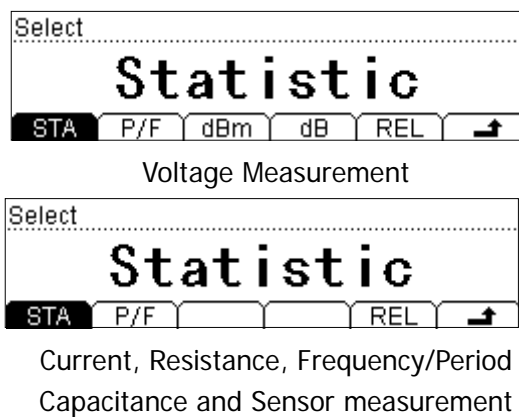 Select
Statistic
STA P/F dBm dB REL
Voltage Measurement
Select
Statistic
STA P/F REL
Current, Resistance, Frequency/Period
Capacitance and Sensor measurement